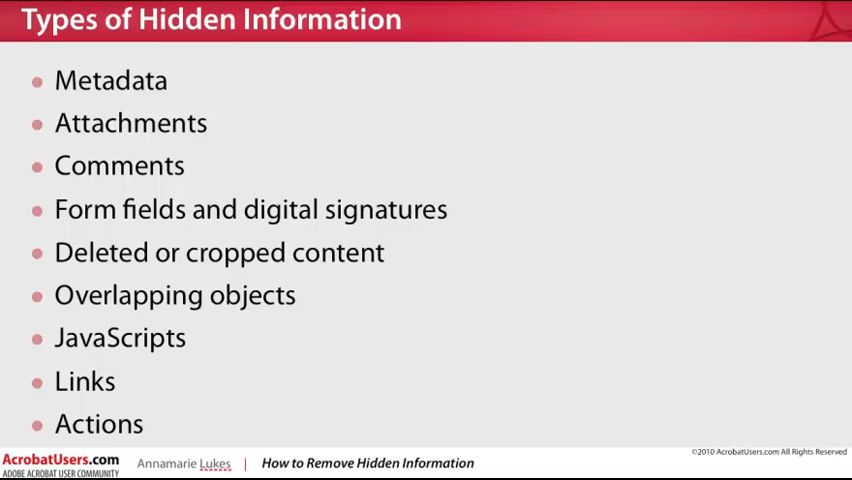 Types of Hidden Information
Metadata
Attachments
Comments
Form fields and digital signatures
Deleted or cropped content
Overlapping objects
JavaScripts
Links
Actions
©2010 AcrobatUsers.com All Rights Reserved
AcrobatUsers.com
ADOBE ACROBAT USER COMMUNITY
Annamarie Lukes | How to Remove Hidden Information